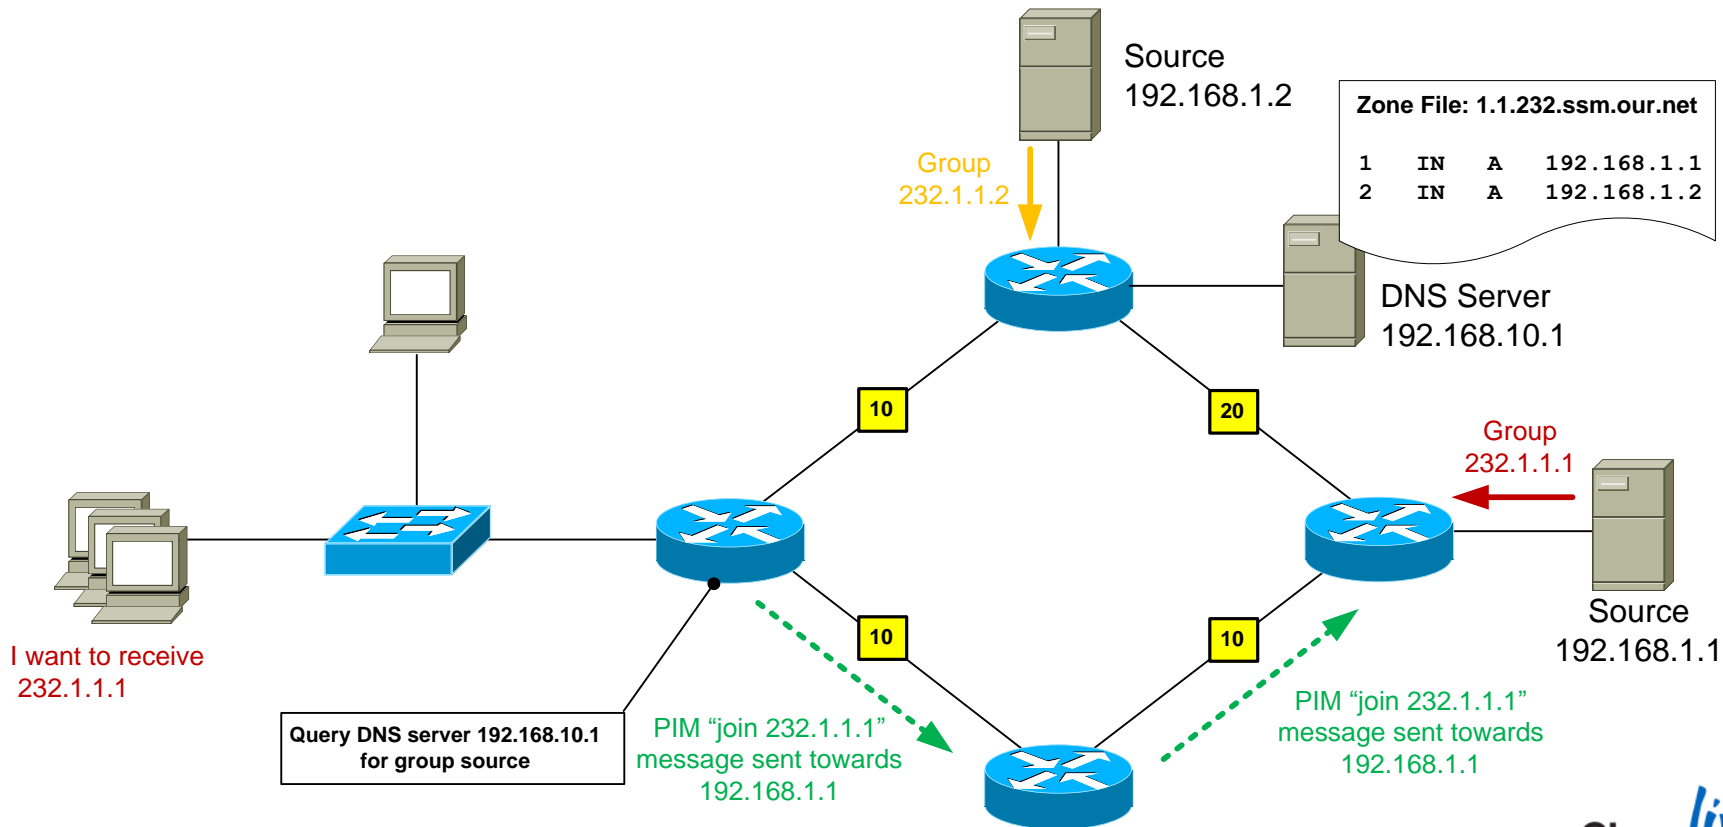 Source
192.168.1.2
Zone File: 1.1.232.ssm.our.net
1 IN A 192.168.1.1
2 IN A 192.168.1.2
Group
232.1.1.2
DNS Server
192.168.10.1
10
20
Group
232.1.1.1
Source
192.168.1.1
I want to receive
232.1.1.1
10
10
Query DNS server 192.168.10.1
for group source
PIM “join 232.1.1.1”
message sent towards
192.168.1.1
PIM “join 232.1.1.1”
message sent towards
192.168.1.1